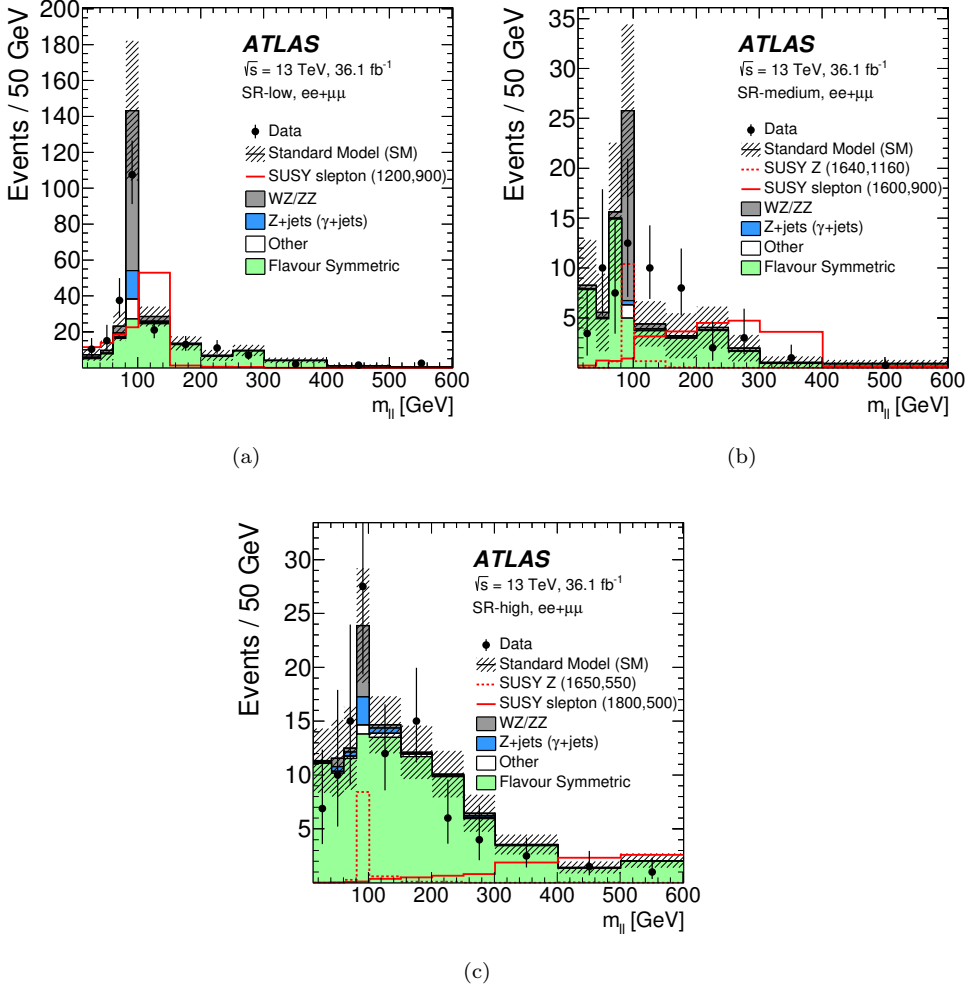 Events / 50 GeV
200
180
160
140
120
100
80
60
40
20
100 200 300 400 500 600
m_ll [GeV]
ATLAS
√s = 13 TeV, 36.1 fb⁻¹
SR-low, ee+μμ
Data
Standard Model (SM)
SUSY slepton (1200,900)
WZ/ZZ
Z+jets (γ+jets)
Other
Flavour Symmetric
(a)
Events / 50 GeV
35
30
25
20
15
10
5
100 200 300 400 500 600
m_ll [GeV]
ATLAS
√s = 13 TeV, 36.1 fb⁻¹
SR-medium, ee+μμ
Data
Standard Model (SM)
SUSY Z (1640,1160)
SUSY slepton (1600,900)
WZ/ZZ
Z+jets (γ+jets)
Other
Flavour Symmetric
(b)
Events / 50 GeV
30
25
20
15
10
5
100 200 300 400 500 600
m_ll [GeV]
ATLAS
√s = 13 TeV, 36.1 fb⁻¹
SR-high, ee+μμ
Data
Standard Model (SM)
SUSY Z (1650,550)
SUSY slepton (1800,500)
WZ/ZZ
Z+jets (γ+jets)
Other
Flavour Symmetric
(c)